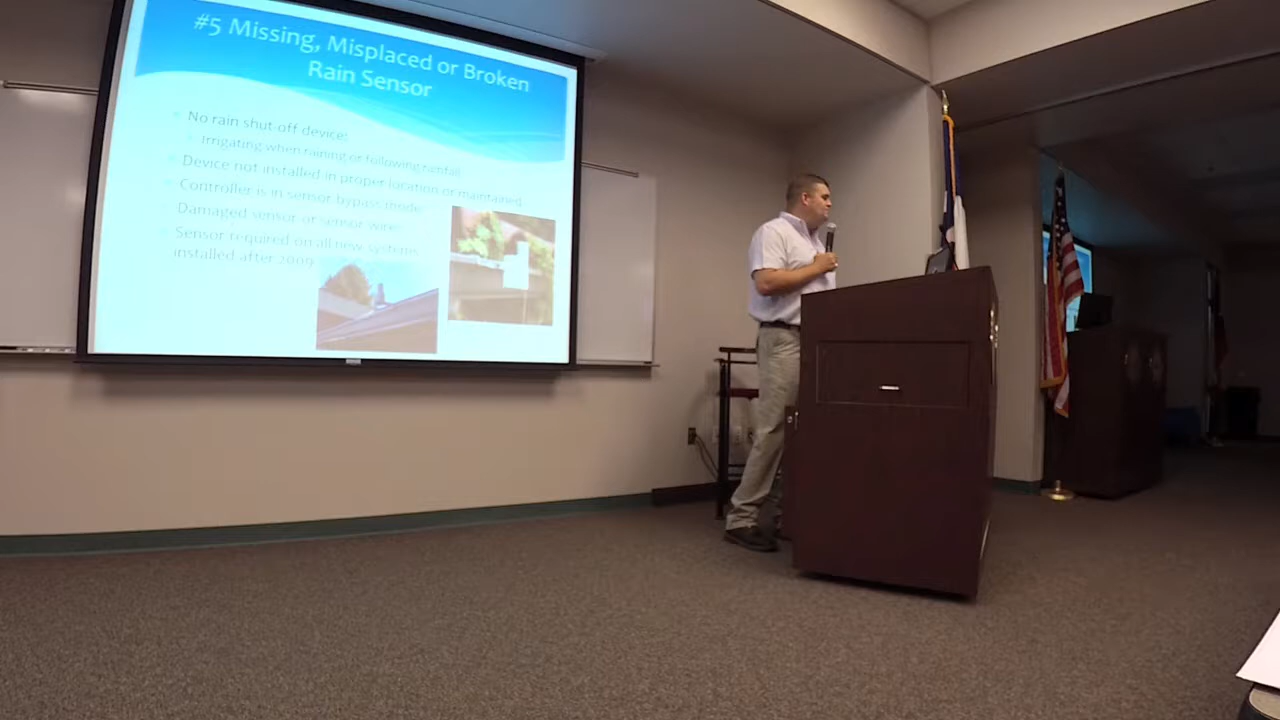 #5 Missing, Misplaced or Broken
Rain Sensor
No rain shut-off device:
Irrigating when raining or following rainfall
Device not installed in proper location or maintained
Controller is in sensor bypass mode
Damaged sensor or sensor wire
Sensor required on all new systems
installed after 2009